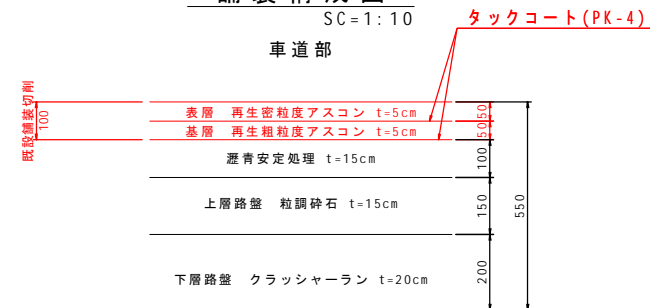 SC=1:10
タックコート(PK-4)
車道部
既設舗装切削
100
表層 再生密粒度アスコン t=5cm
50
基層 再生粗粒度アスコン t=5cm
50
瀝青安定処理 t=15cm
100
上層路盤 粒調砕石 t=15cm
150
550
下層路盤 クラッシャーラン t=20cm
200